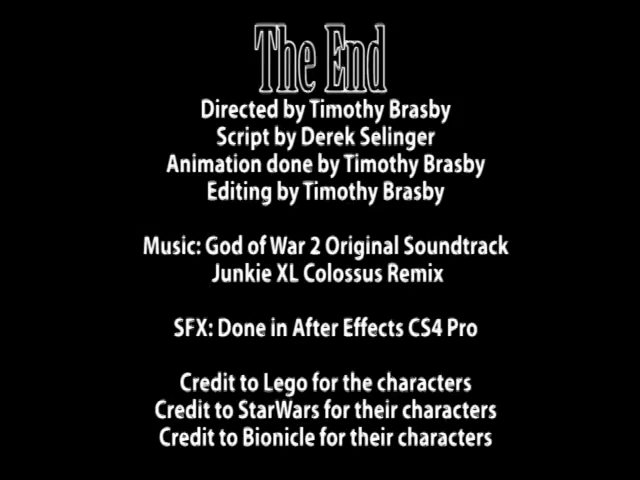 The End
Directed by Timothy Brasby
Script by Derek Selinger
Animation done by Timothy Brasby
Editing by Timothy Brasby
Music: God of War 2 Original Soundtrack
Junkie XL Colossus Remix
SFX: Done in After Effects CS4 Pro
Credit to Lego for the characters
Credit to StarWars for their characters
Credit to Bionicle for their characters